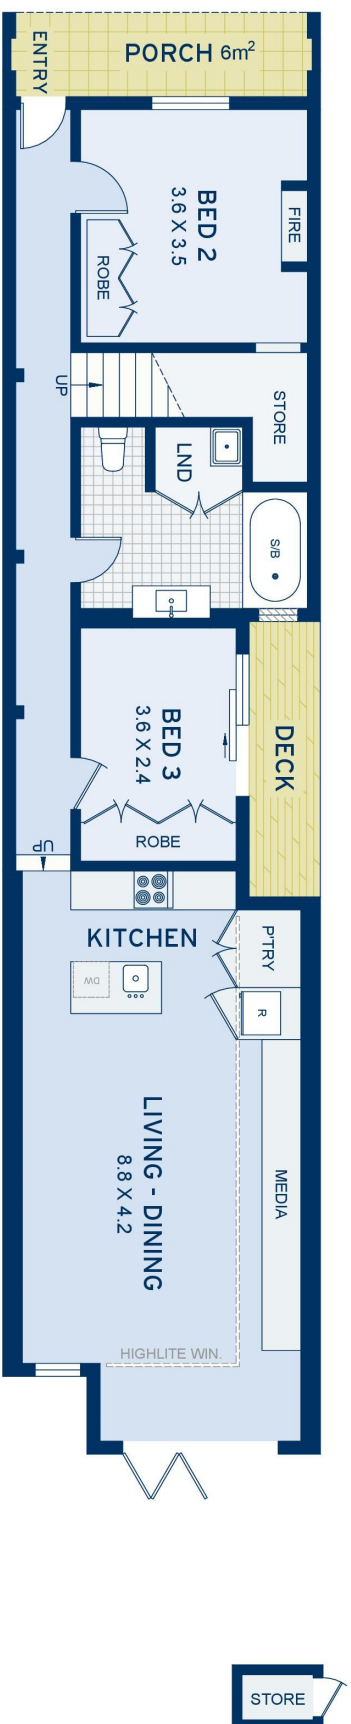 ENTRY
PORCH 6m²
BED 2
3.6 X 3.5
FIRE
ROBE
UP
STORE
LND
S/B
BED 3
3.6 X 2.4
DECK
ROBE
UP
KITCHEN
P'TRY
DW
R
LIVING - DINING
8.8 X 4.2
MEDIA
HIGHLITE WIN.
STORE